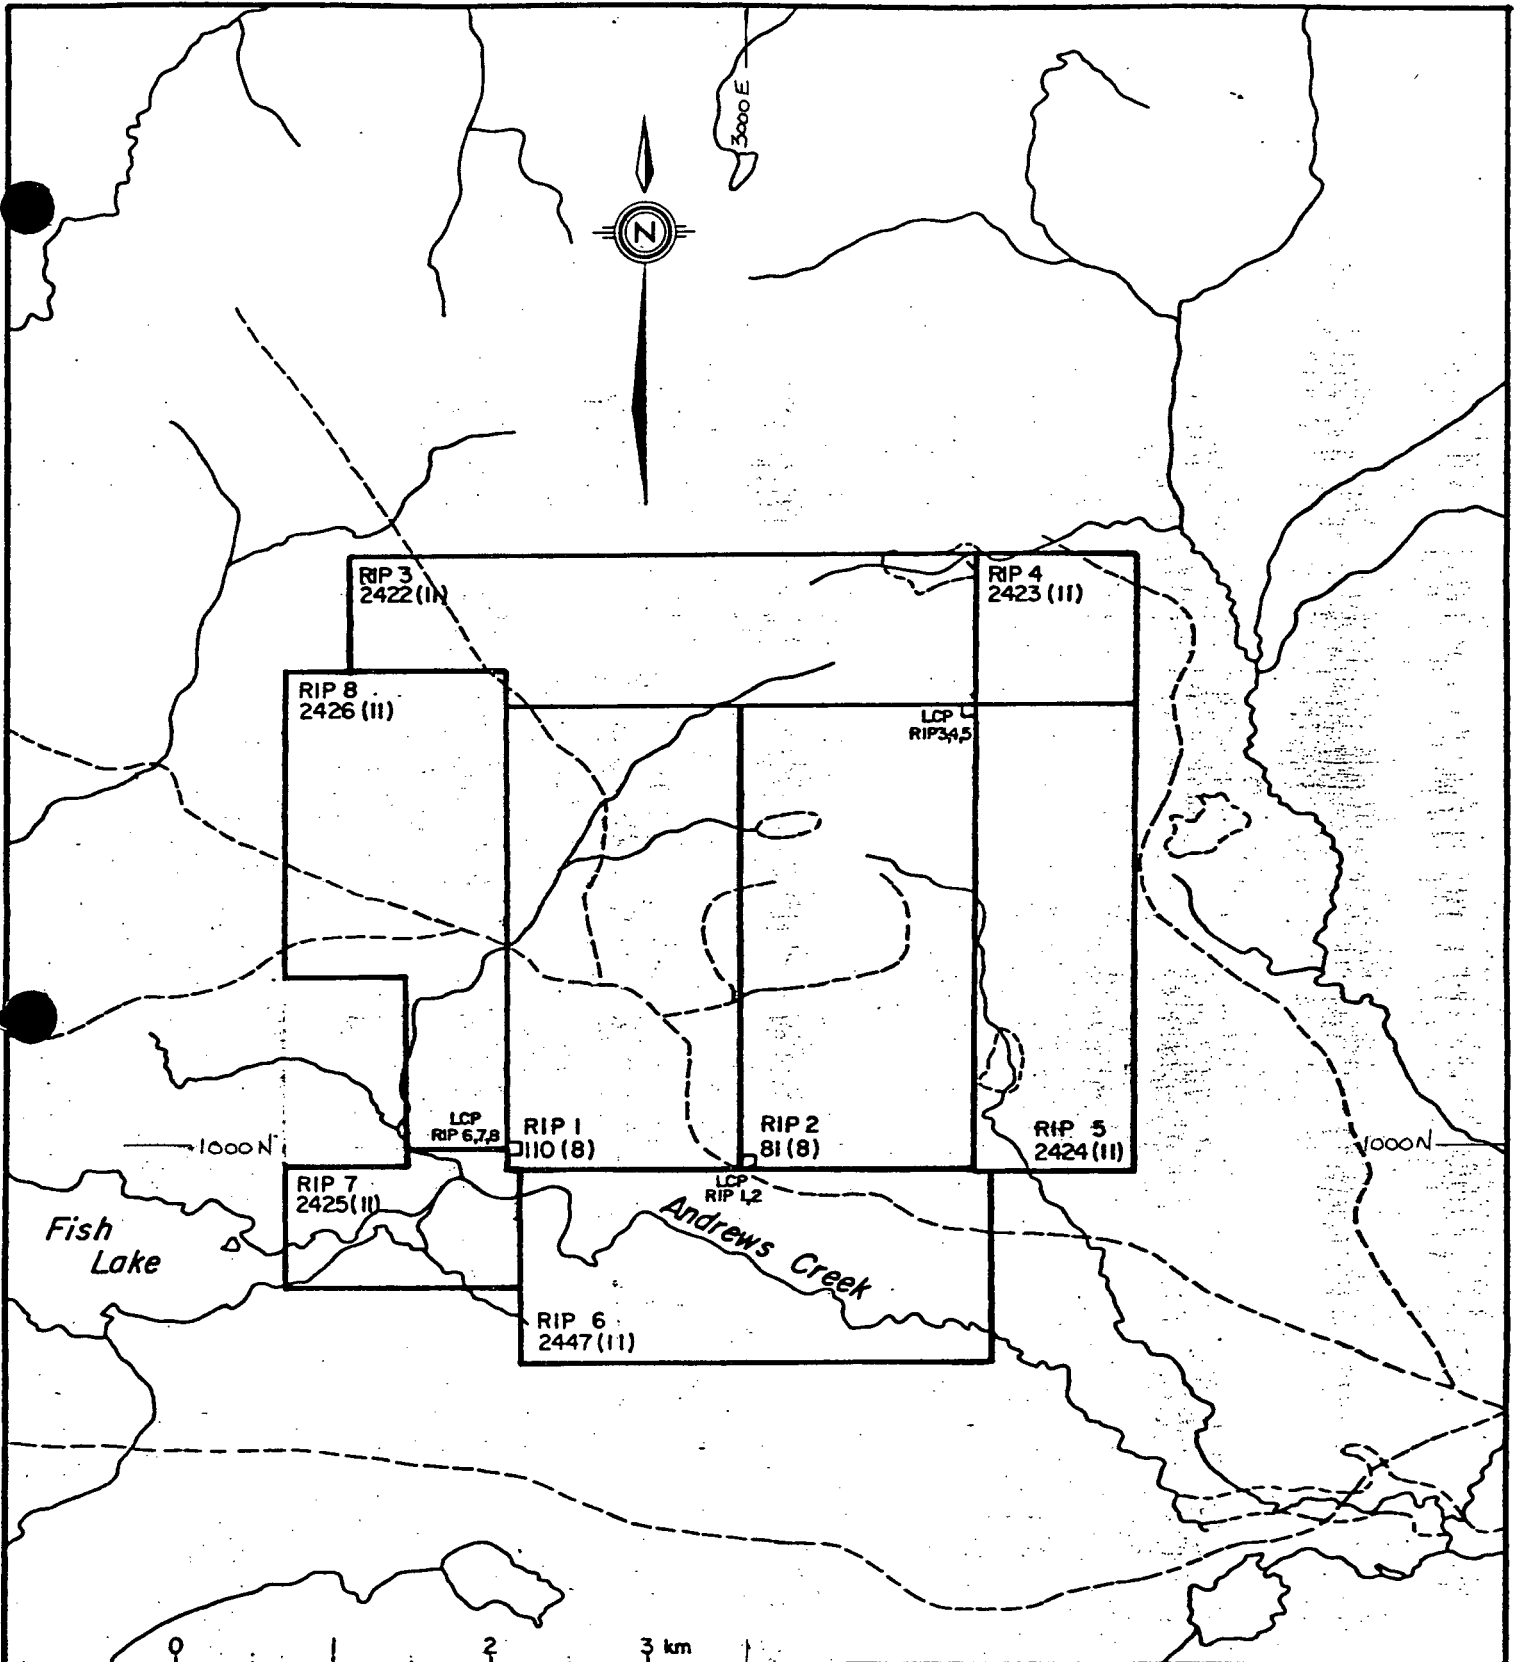 3000 E
N
RIP 3
2422 (11)
RIP 4
2423 (11)
RIP 8
2426 (11)
LCP
RIP 3,4,5
LCP
RIP 6,7,8
RIP 1
110 (8)
RIP 2
81 (8)
RIP 5
2424 (11)
1000 N
1000 N
RIP 7
2425 (11)
LCP
RIP 1,2
Fish
Lake
Andrews Creek
RIP 6
2447 (11)
0 1 2 3 km